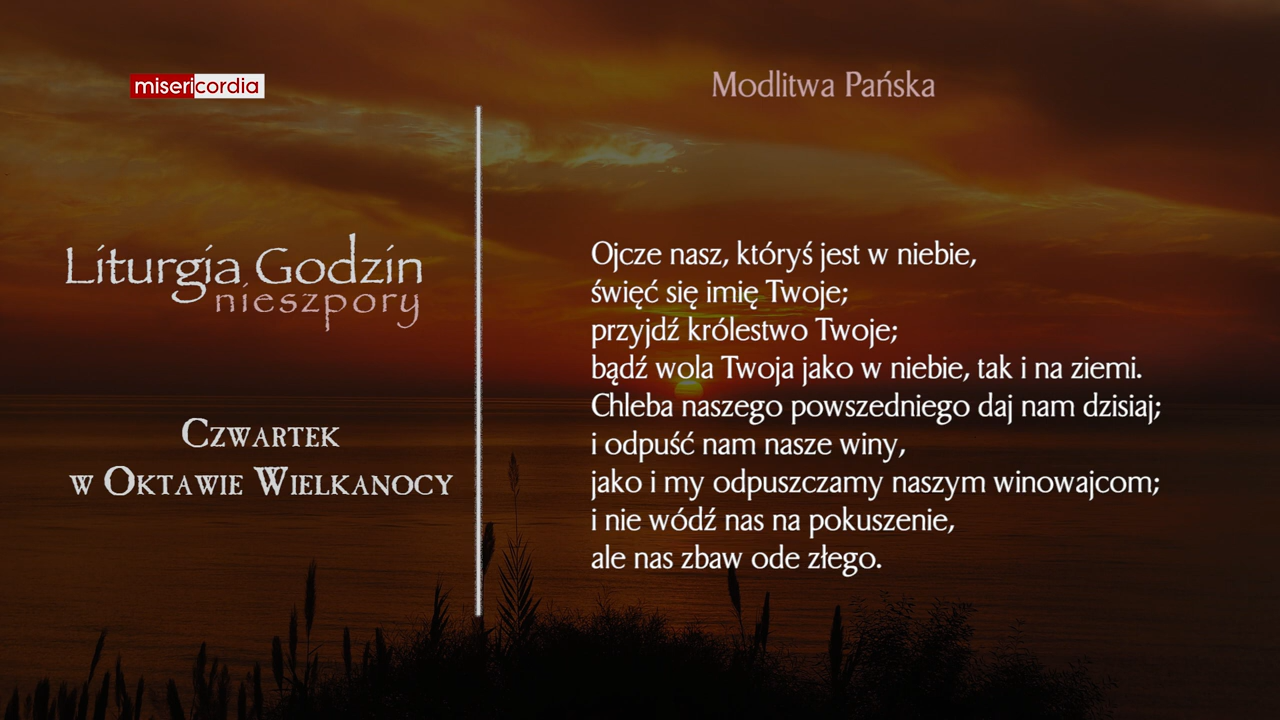 misericordia
Liturgia Godzin
nieszpory
Czwartek
w Oktawie Wielkanocy
Modlitwa Pańska
Ojcze nasz, któryś jest w niebie,
święć się imię Twoje;
przyjdź królestwo Twoje;
bądź wola Twoja jako w niebie, tak i na ziemi.
Chleba naszego powszedniego daj nam dzisiaj;
i odpuść nam nasze winy,
jako i my odpuszczamy naszym winowajcom;
i nie wódź nas na pokuszenie,
ale nas zbaw ode złego.